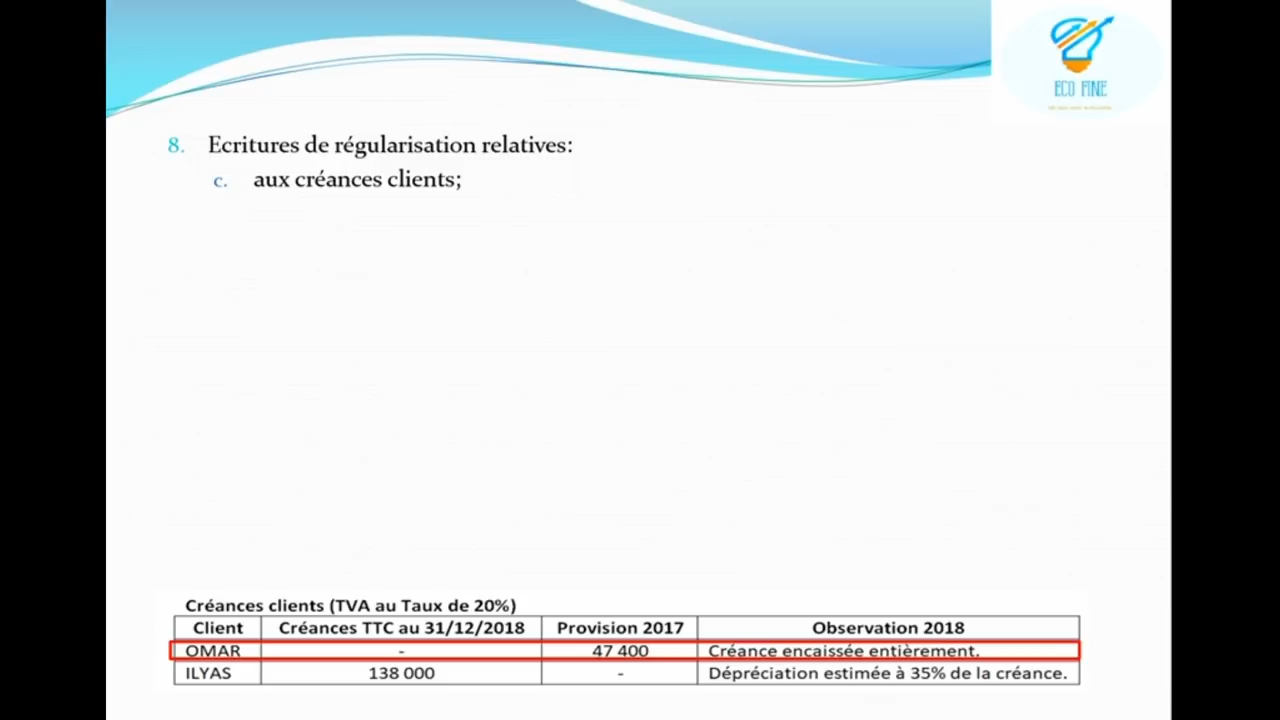 ECO FINE
8. Ecritures de régularisation relatives:
c. aux créances clients;
Créances clients (TVA au Taux de 20%)
Client Créances TTC au 31/12/2018 Provision 2017 Observation 2018
OMAR - 47 400 Créance encaissée entièrement.
ILYAS 138 000 - Dépréciation estimée à 35% de la créance.